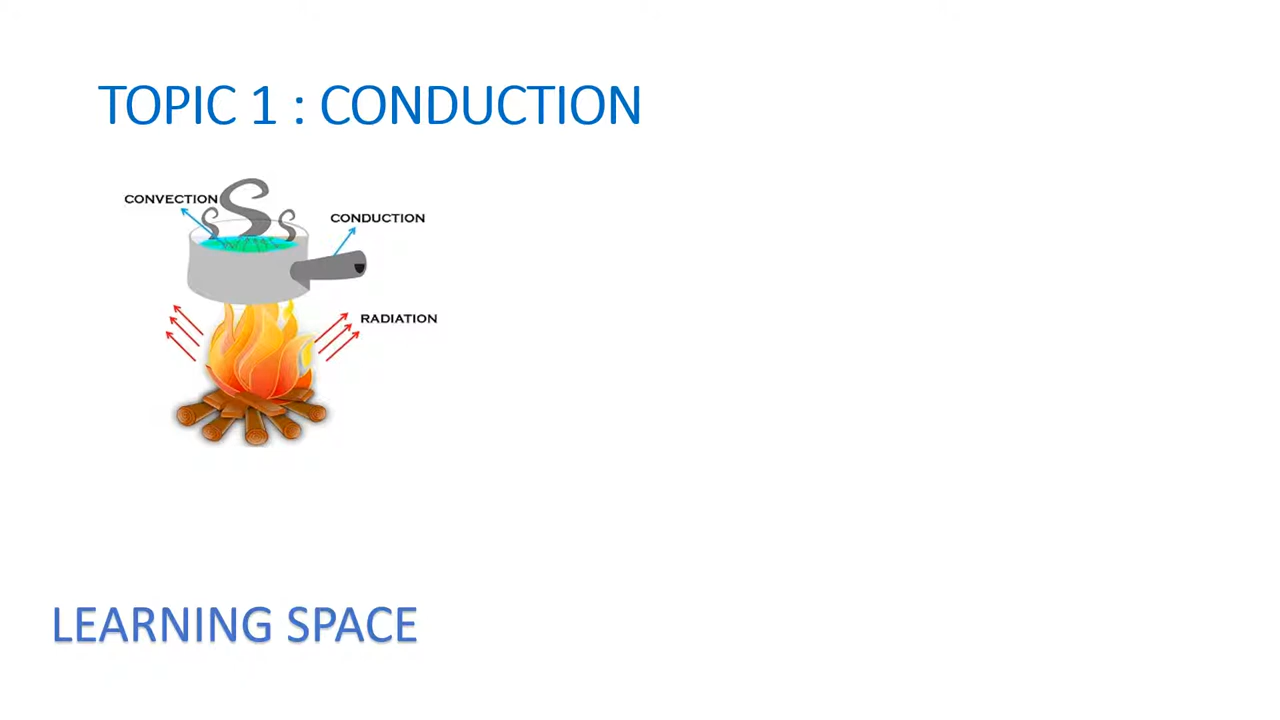 TOPIC 1 : CONDUCTION
CONVECTION
CONDUCTION
RADIATION
LEARNING SPACE